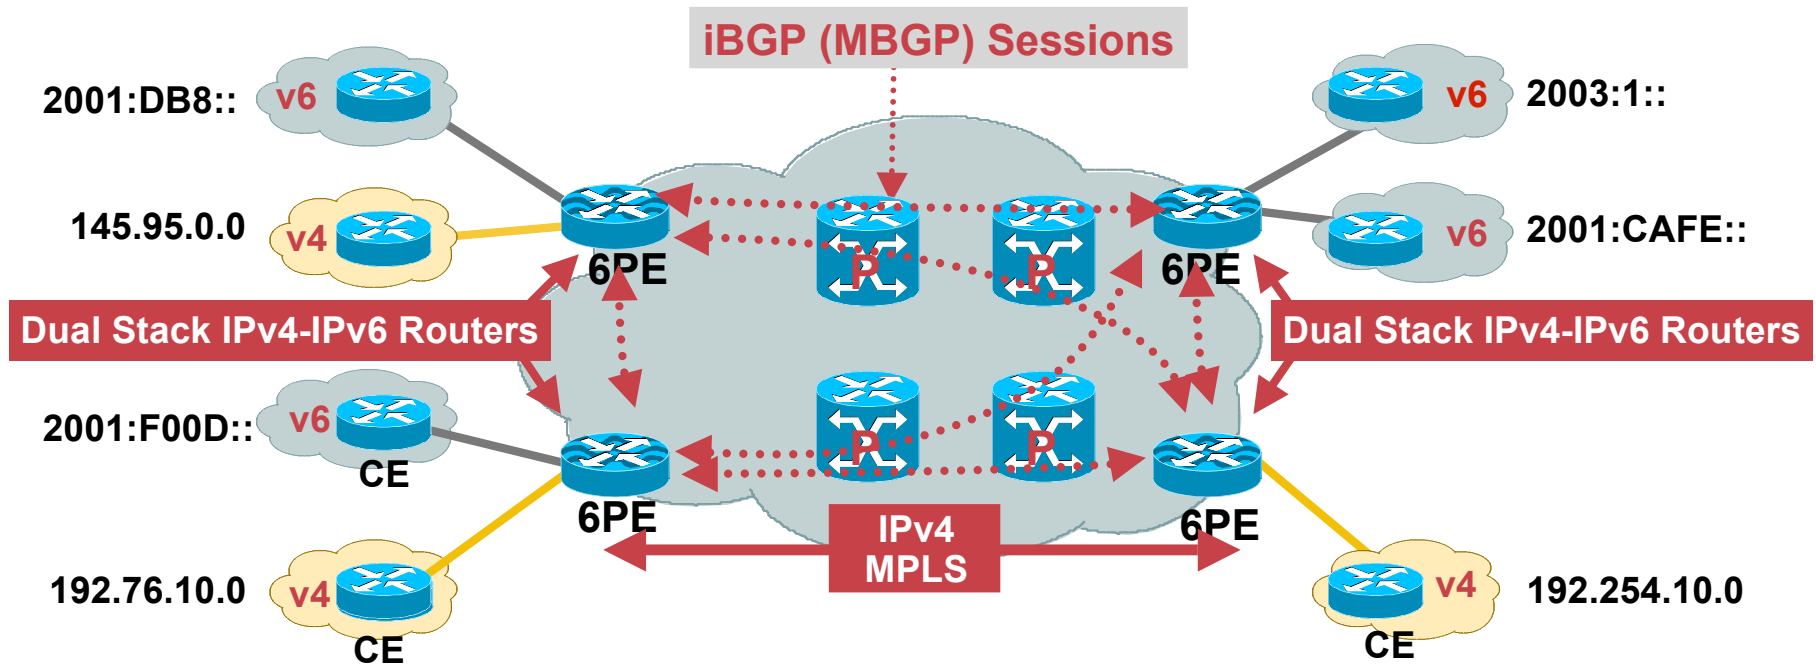 iBGP (MBGP) Sessions
2001:DB8::
v6
v6
2003:1::
145.95.0.0
v4
v6
2001:CAFE::
6PE
P
P
6PE
Dual Stack IPv4-IPv6 Routers
Dual Stack IPv4-IPv6 Routers
2001:F00D::
v6
CE
P
P
6PE
6PE
IPv4
MPLS
192.76.10.0
v4
CE
v4
192.254.10.0
CE